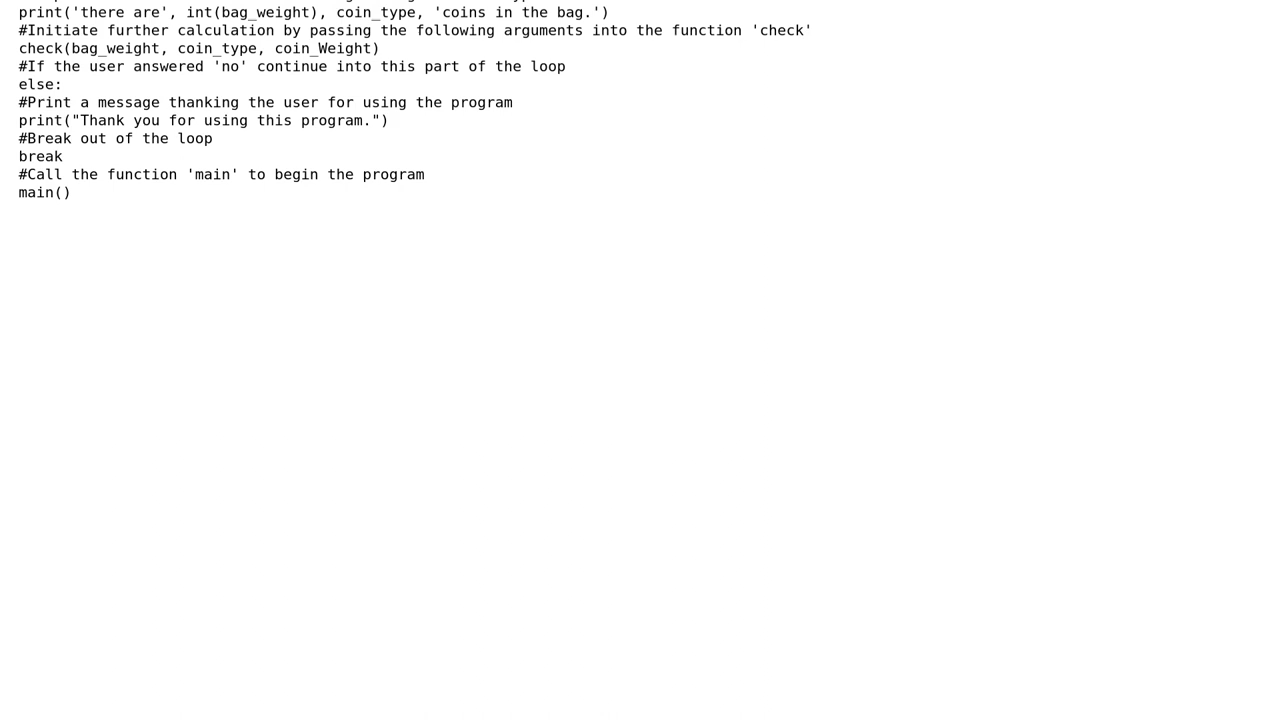 print('there are', int(bag_weight), coin_type, 'coins in the bag.')
#Initiate further calculation by passing the following arguments into the function 'check'
check(bag_weight, coin_type, coin_Weight)
#If the user answered 'no' continue into this part of the loop
else:
#Print a message thanking the user for using the program
print("Thank you for using this program.")
#Break out of the loop
break
#Call the function 'main' to begin the program
main()